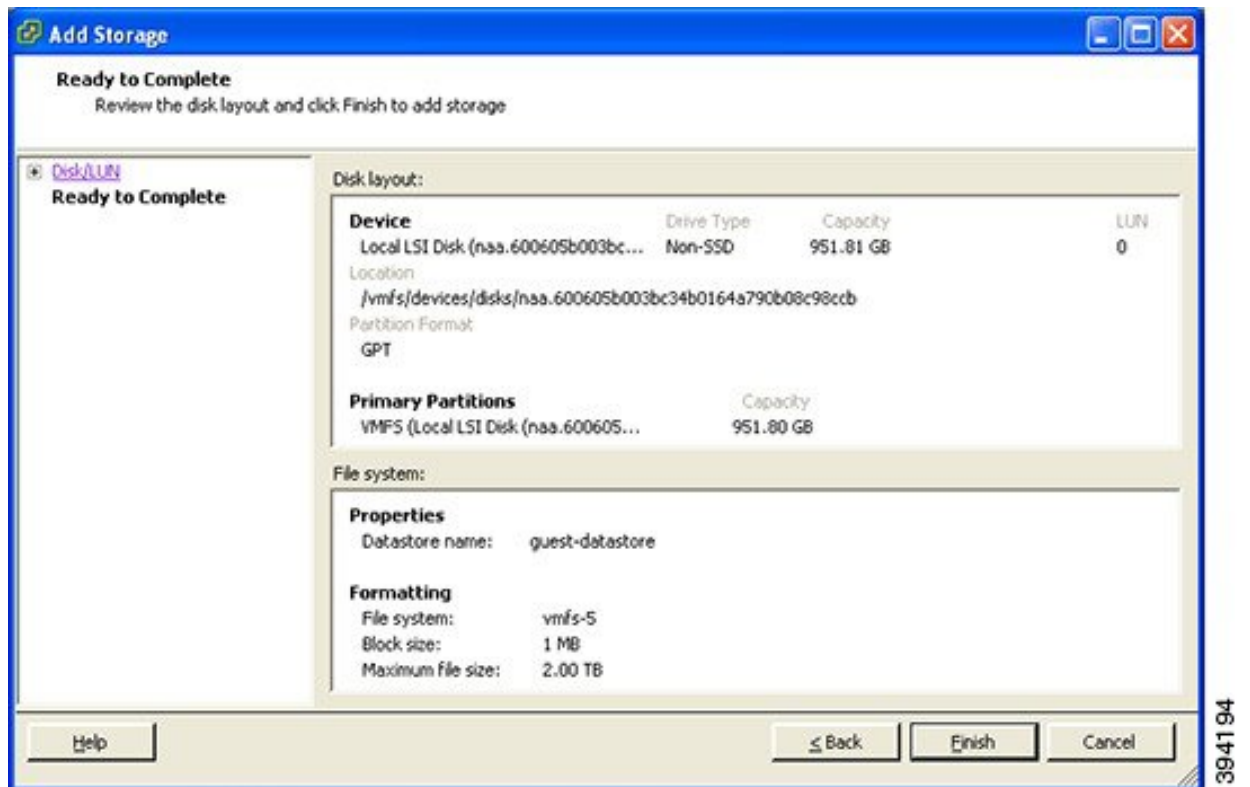 Add Storage
Ready to Complete
Review the disk layout and click Finish to add storage
Disk/LUN
Ready to Complete
Disk layout:
Device Drive Type Capacity LUN
Local LSI Disk (naa.600605b003bc... Non-SSD 951.81 GB 0
Location
/vmfs/devices/disks/naa.600605b003bc34b0164a790b08c98ccb
Partition Format
GPT
Primary Partitions Capacity
VMFS (Local LSI Disk (naa.600605... 951.80 GB
File system:
Properties
Datastore name: guest-datastore
Formatting
File system: vmfs-5
Block size: 1 MB
Maximum file size: 2.00 TB
Help
≤ Back
Finish
Cancel
394194